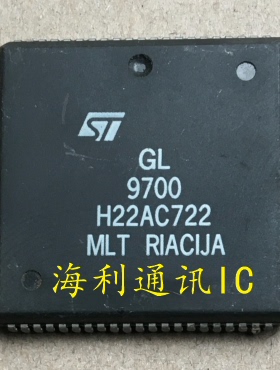 ST
GL
9700
H22AC722
MLT RIACIJA
海利通讯IC